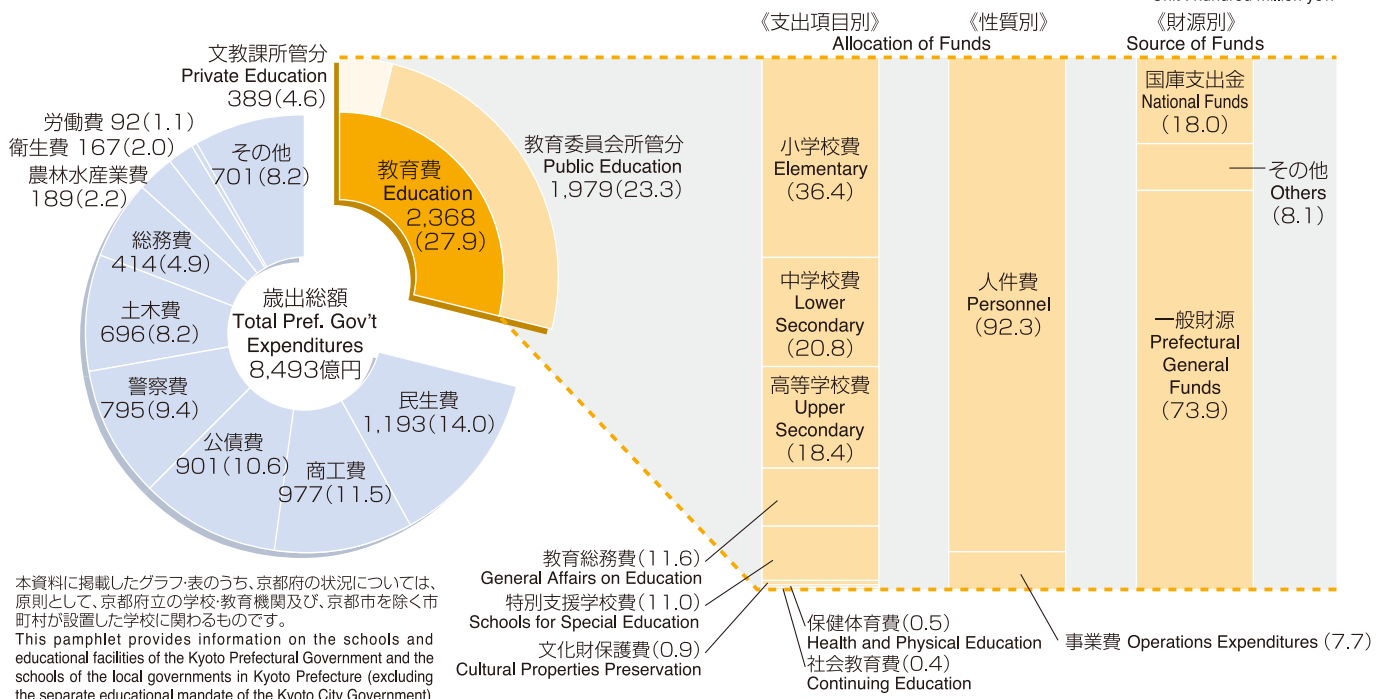 《支出項目別》
《性質別》
《財源別》
Allocation of Funds
Source of Funds
文教課所管分
Private Education
389(4.6)
労働費 92(1.1)
衛生費 167(2.0)
農林水産業費
189(2.2)
その他
701(8.2)
総務費
414(4.9)
土木費
696(8.2)
警察費
795(9.4)
公債費
901(10.6)
商工費
977(11.5)
民生費
1,193(14.0)
歳出総額
Total Pref. Gov't
Expenditures
8,493億円
教育費
Education
2,368
(27.9)
教育委員会所管分
Public Education
1,979(23.3)
小学校費
Elementary
(36.4)
中学校費
Lower
Secondary
(20.8)
高等学校費
Upper
Secondary
(18.4)
教育総務費(11.6)
General Affairs on Education
特別支援学校費(11.0)
Schools for Special Education
文化財保護費(0.9)
Cultural Properties Preservation
保健体育費(0.5)
Health and Physical Education
社会教育費(0.4)
Continuing Education
人件費
Personnel
(92.3)
事業費 Operations Expenditures (7.7)
国庫支出金
National Funds
(18.0)
その他
Others
(8.1)
一般財源
Prefectural
General
Funds
(73.9)
本資料に掲載したグラフ・表のうち、京都府の状況については、
原則として、京都府立の学校・教育機関及び、京都市を除く市
町村が設置した学校に関わるものです。
This pamphlet provides information on the schools and
educational facilities of the Kyoto Prefectural Government and the
schools of the local governments in Kyoto Prefecture (excluding
the separate educational mandate of the Kyoto City Government)